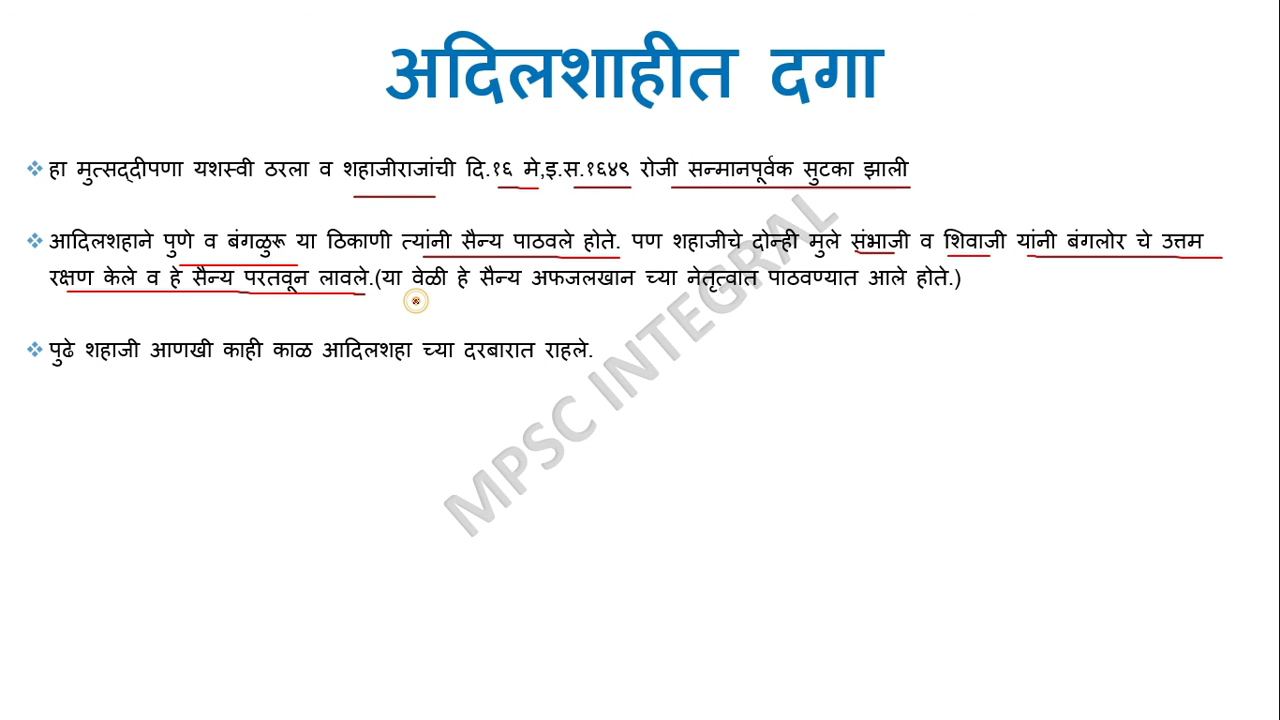 अदिलशाहीत दगा
हा मुत्सद्दीपणा यशस्वी ठरला व शहाजीराजांची दि.१६ मे,इ.स.१६४९ रोजी सन्मानपूर्वक सुटका झाली
आदिलशहाने पुणे व बंगळुरू या ठिकाणी त्यांनी सैन्य पाठवले होते. पण शहाजीचे दोन्ही मुले संभाजी व शिवाजी यांनी बंगलोर चे उत्तम
रक्षण केले व हे सैन्य परतवून लावले.(या वेळी हे सैन्य अफजलखान च्या नेतृत्वात पाठवण्यात आले होते.)
पुढे शहाजी आणखी काही काळ आदिलशहा च्या दरबारात राहले.
MPSC INTEGRAL